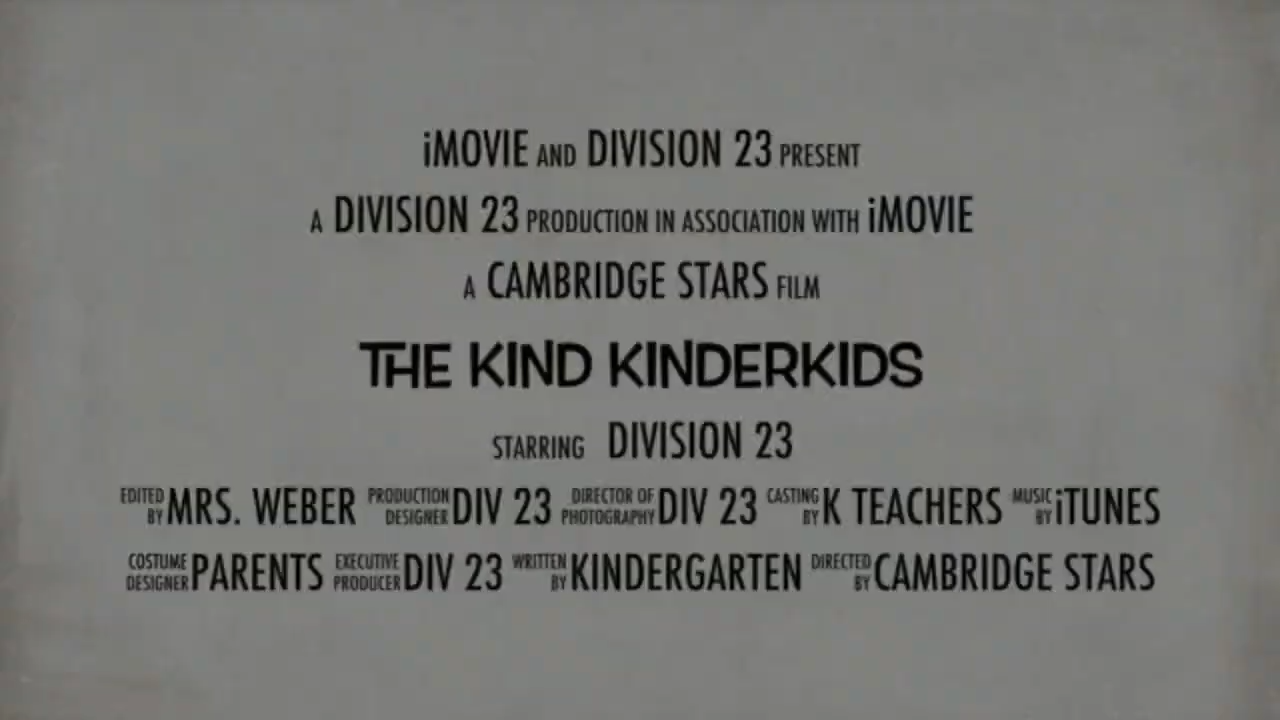 iMOVIE AND DIVISION 23 PRESENT
A DIVISION 23 PRODUCTION IN ASSOCIATION WITH iMOVIE
A CAMBRIDGE STARS FILM
THE KIND KINDERKIDS
STARRING DIVISION 23
EDITED BY MRS. WEBER PRODUCTION DESIGNER DIV 23 DIRECTOR OF PHOTOGRAPHY DIV 23 CASTING BY K TEACHERS MUSIC BY iTUNES
COSTUME DESIGNER PARENTS EXECUTIVE PRODUCER DIV 23 WRITTEN BY KINDERGARTEN DIRECTED BY CAMBRIDGE STARS